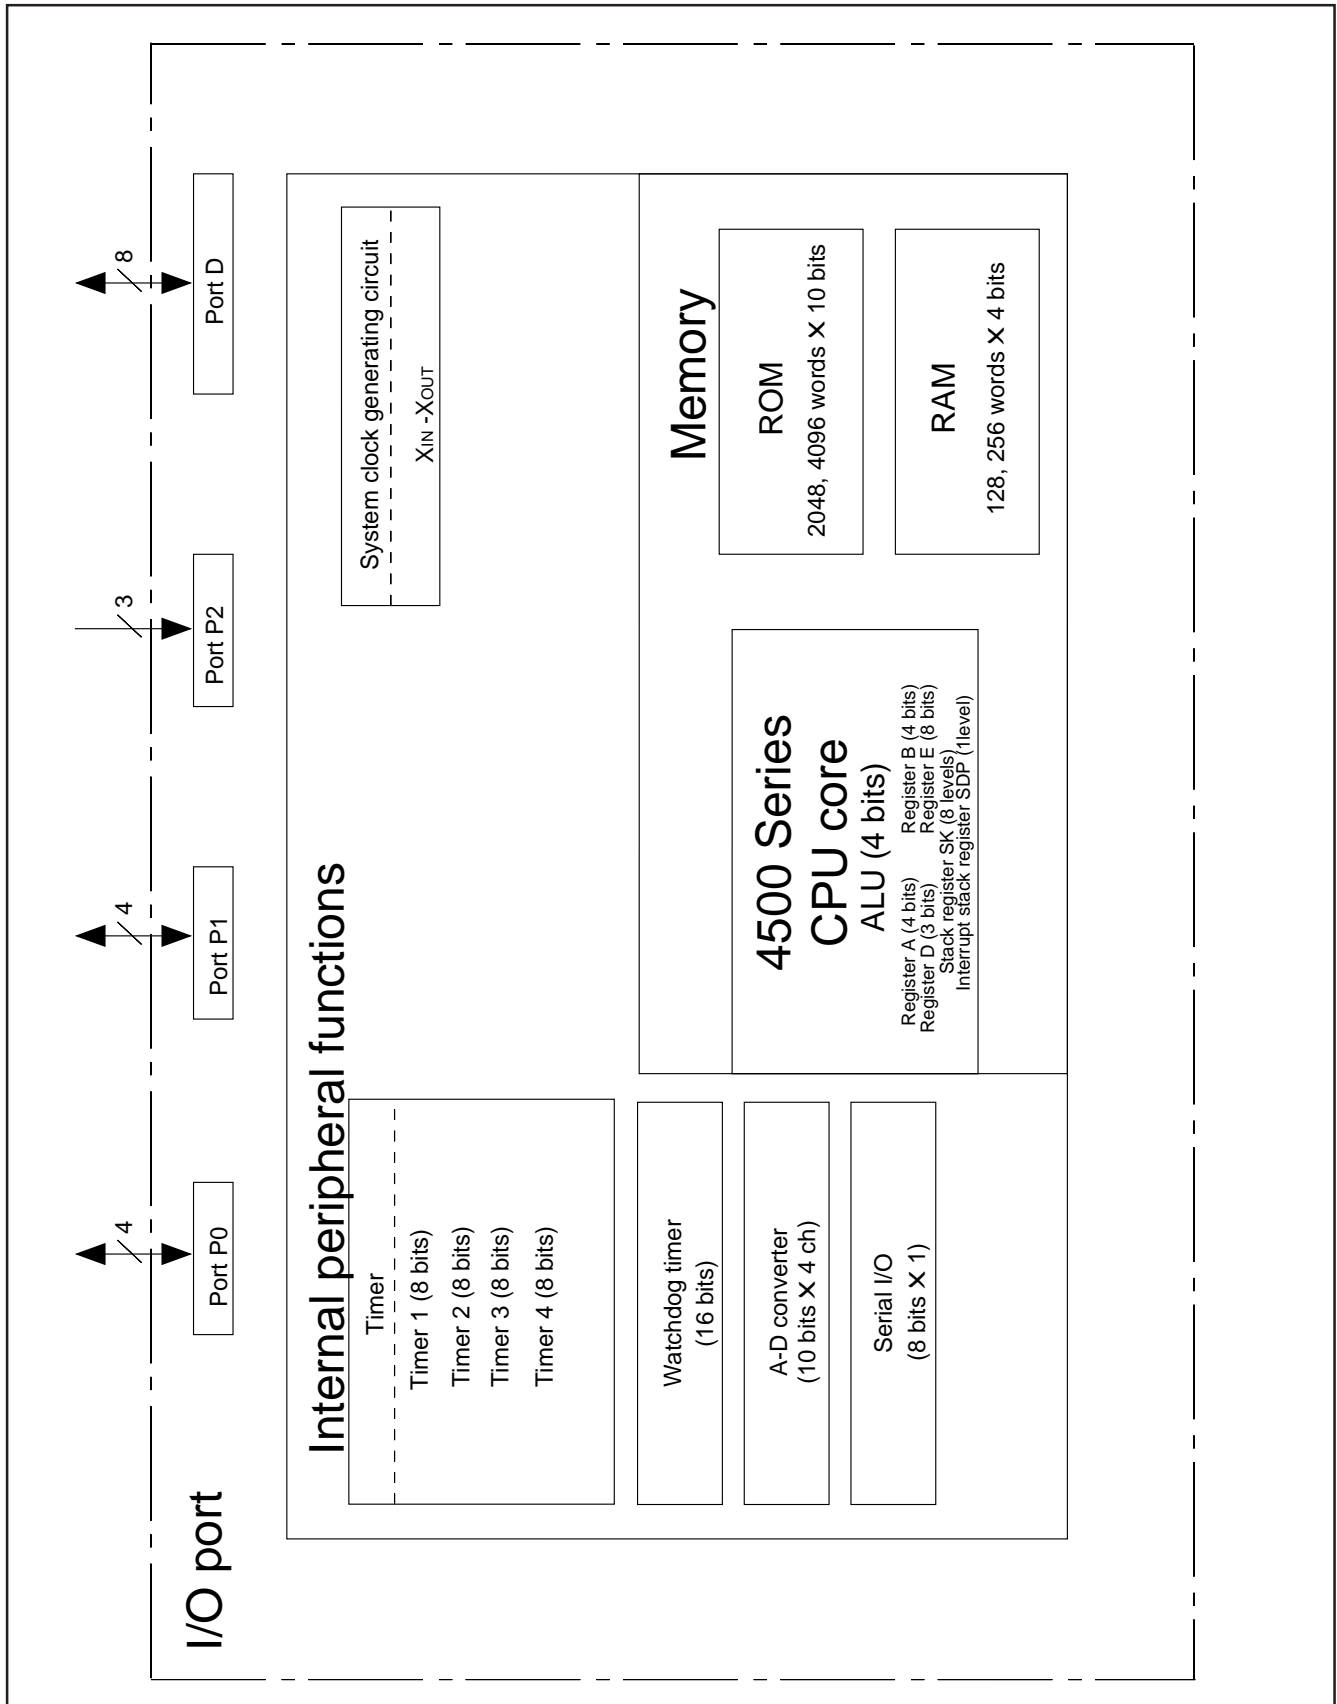 4
4
3
8
I/O port
Port P0
Port P1
Port P2
Port D
Internal peripheral functions
Timer
Timer 1 (8 bits)
Timer 2 (8 bits)
Timer 3 (8 bits)
Timer 4 (8 bits)
Watchdog timer
(16 bits)
A-D converter
(10 bits X 4 ch)
Serial I/O
(8 bits X 1)
System clock generating circuit
XIN -XOUT
4500 Series
CPU core
ALU (4 bits)
Register A (4 bits) Register B (4 bits)
Register D (3 bits) Register E (8 bits)
Stack register SK (8 levels)
Interrupt stack register SDP (1level)
Memory
ROM
2048, 4096 words X 10 bits
RAM
128, 256 words X 4 bits